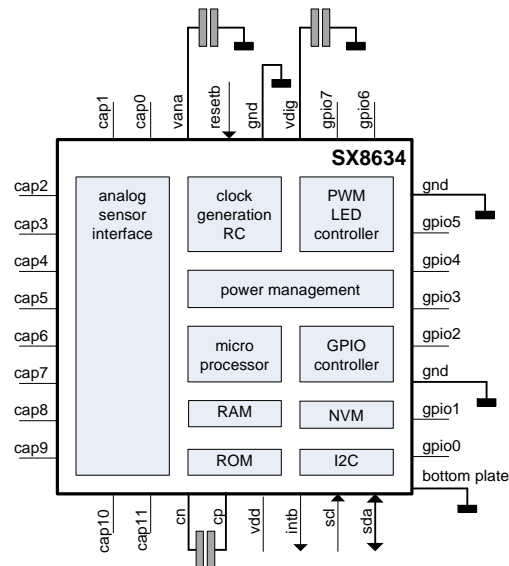 cap1
cap0
vana
resetb
gnd
vdig
gpio7
gpio6
SX8634
cap2
cap3
cap4
cap5
cap6
cap7
cap8
cap9
analog
sensor
interface
clock
generation
RC
PWM
LED
controller
power management
micro
processor
GPIO
controller
RAM
NVM
ROM
I2C
gnd
gpio5
gpio4
gpio3
gpio2
gnd
gpio1
gpio0
bottom plate
cap10
cap11
cn
cp
vdd
intb
scl
sda